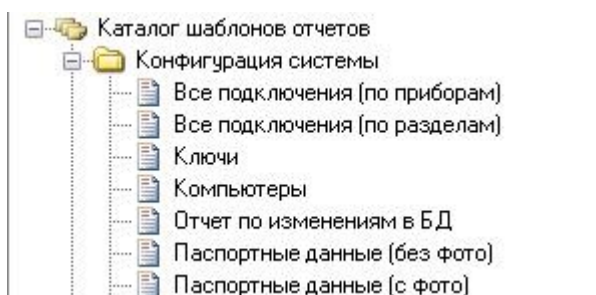 Каталог шаблонов отчетов
Конфигурация системы
Все подключения (по приборам)
Все подключения (по разделам)
Ключи
Компьютеры
Отчет по изменениям в БД
Паспортные данные (без фото)
Паспортные данные (с фото)